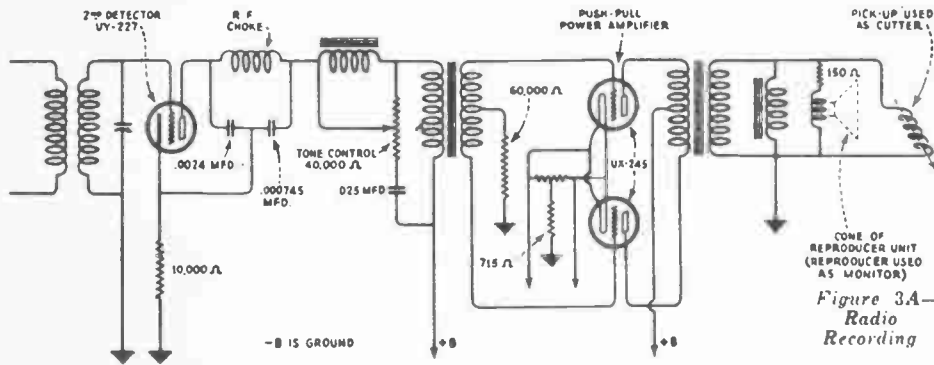 2ND DETECTOR
UY-227
R F
CHOKE
PUSH-PULL
POWER AMPLIFIER
PICK-UP USED
AS CUTTER
.0024 MFD
.000745
MFD.
TONE CONTROL
40,000 Ω
.025 MFD
60,000 Ω
UX-245
150 Ω
10,000 Ω
715 Ω
CONE OF
REPRODUCER UNIT
(REPRODUCER USED
AS MONITOR)
-B IS GROUND
+B
+B
Figure 3A—
Radio
Recording